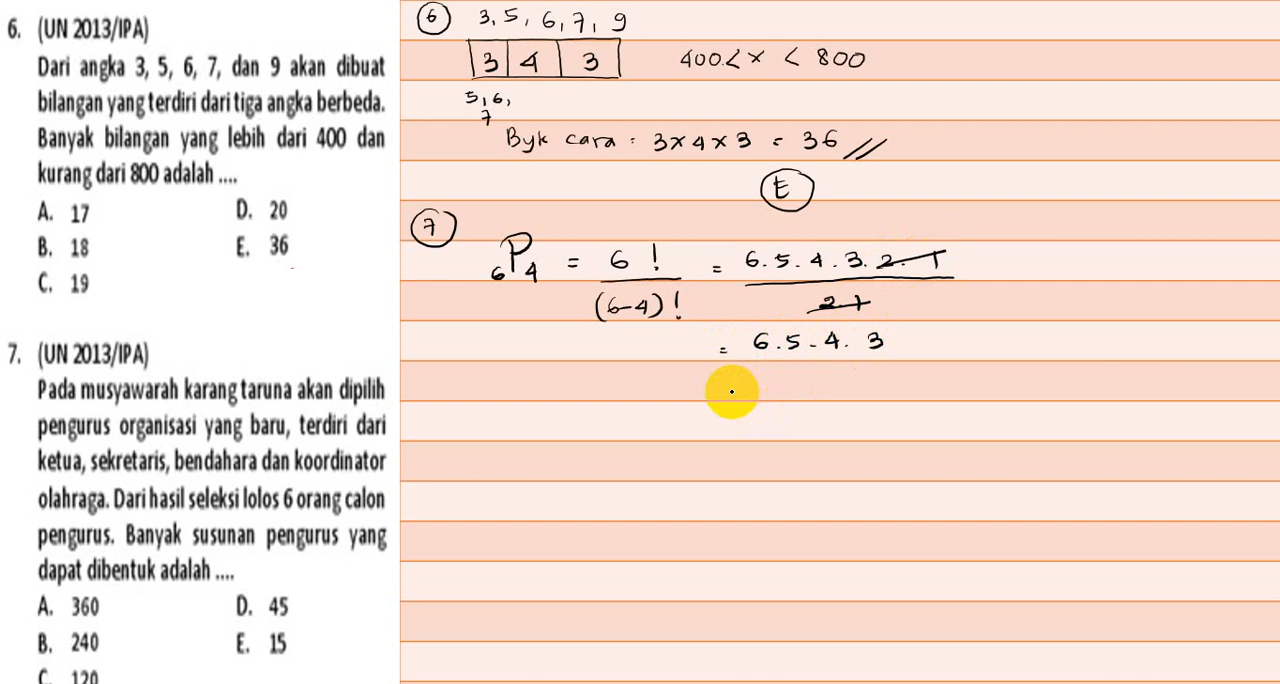 6. (UN 2013/IPA)
Dari angka 3, 5, 6, 7, dan 9 akan dibuat
bilangan yang terdiri dari tiga angka berbeda.
Banyak bilangan yang lebih dari 400 dan
kurang dari 800 adalah ....
A. 17 D. 20
B. 18 E. 36
C. 19
7. (UN 2013/IPA)
Pada musyawarah karang taruna akan dipilih
pengurus organisasi yang baru, terdiri dari
ketua, sekretaris, bendahara dan koordinator
olahraga. Dari hasil seleksi lolos 6 orang calon
pengurus. Banyak susunan pengurus yang
dapat dibentuk adalah ....
A. 360 D. 45
B. 240 E. 15
C. 120
6 3, 5, 6, 7, 9
3 4 3 400 < x < 800
5, 6,
7
Byk cara : 3 x 4 x 3 = 36 //
E
7
6P4 = 6! / (6-4)! = 6.5.4.3.2.1 / 2.1
= 6.5.4.3